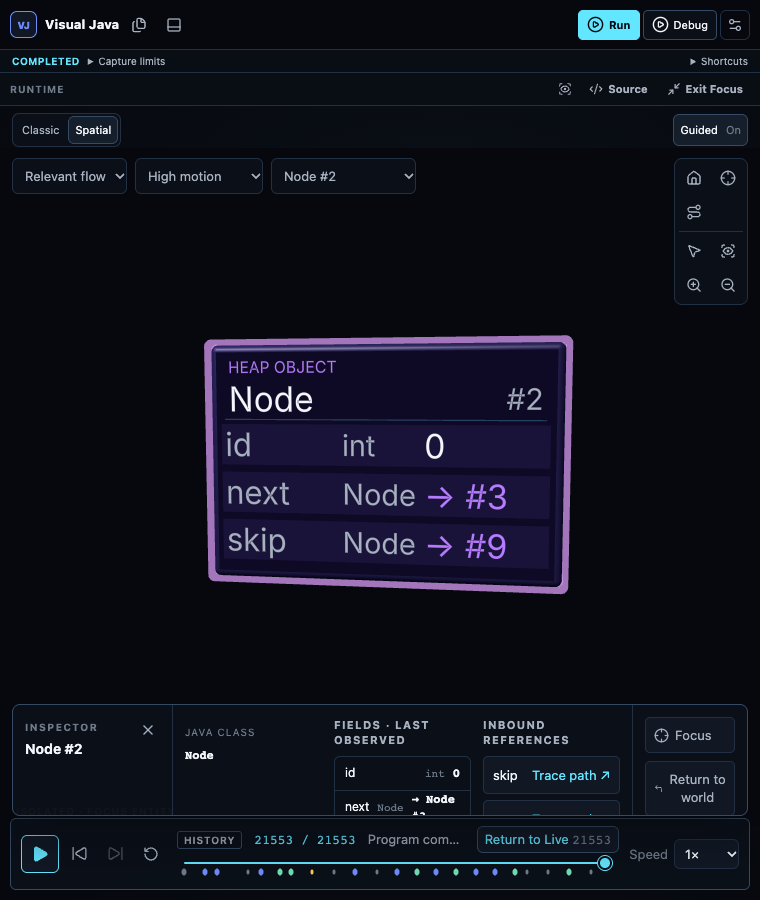 VJ Visual Java Run Debug
COMPLETED Capture limits Shortcuts
RUNTIME Source Exit Focus
Classic Spatial Guided On
Relevant flow High motion Node #2
HEAP OBJECT
Node #2
id int 0
next Node → #3
skip Node → #9
INSPECTOR
Node #2
JAVA CLASS
Node
FIELDS · LAST
OBSERVED
id int 0
next Node → Node
INBOUND
REFERENCES
skip Trace path ↗
Focus
Return to
world
HISTORY 21553 / 21553 Program com... Return to Live 21553
Speed 1×